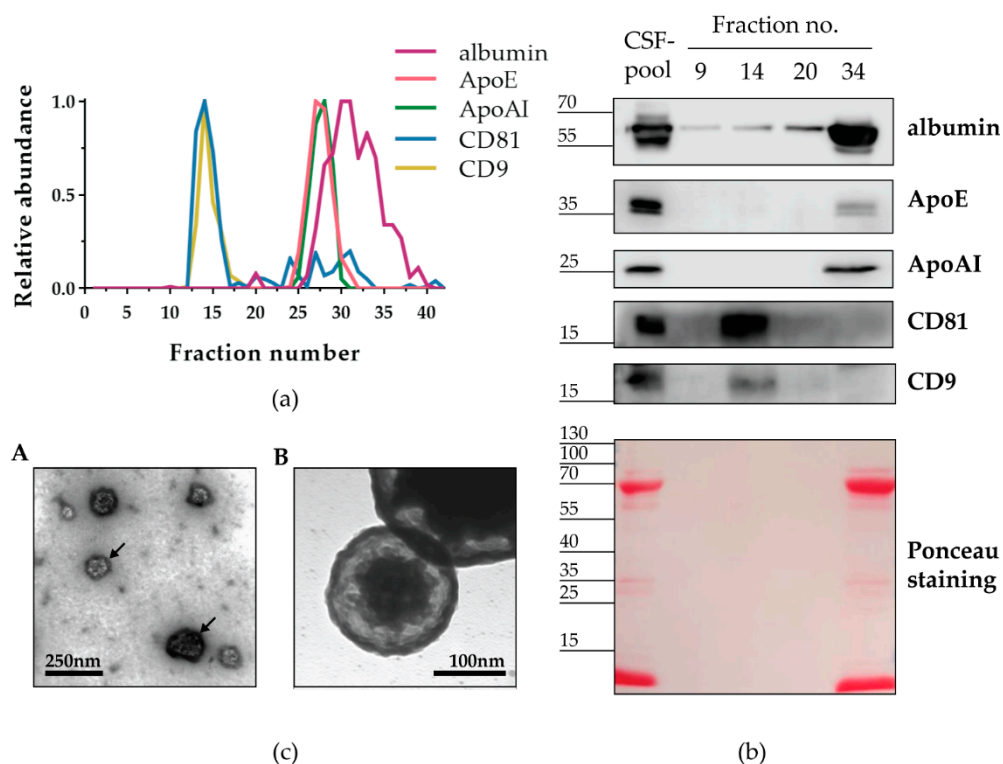 albumin
ApoE
ApoAI
CD81
CD9
Relative abundance
1.0
0.5
0.0
0 5 10 15 20 25 30 35 40
Fraction number
(a)
CSF-
pool
Fraction no.
9 14 20 34
70
55
albumin
35
ApoE
25
ApoAI
15
CD81
15
CD9
130
100
70
55
40
35
25
15
Ponceau
staining
(b)
A
250nm
B
100nm
(c)